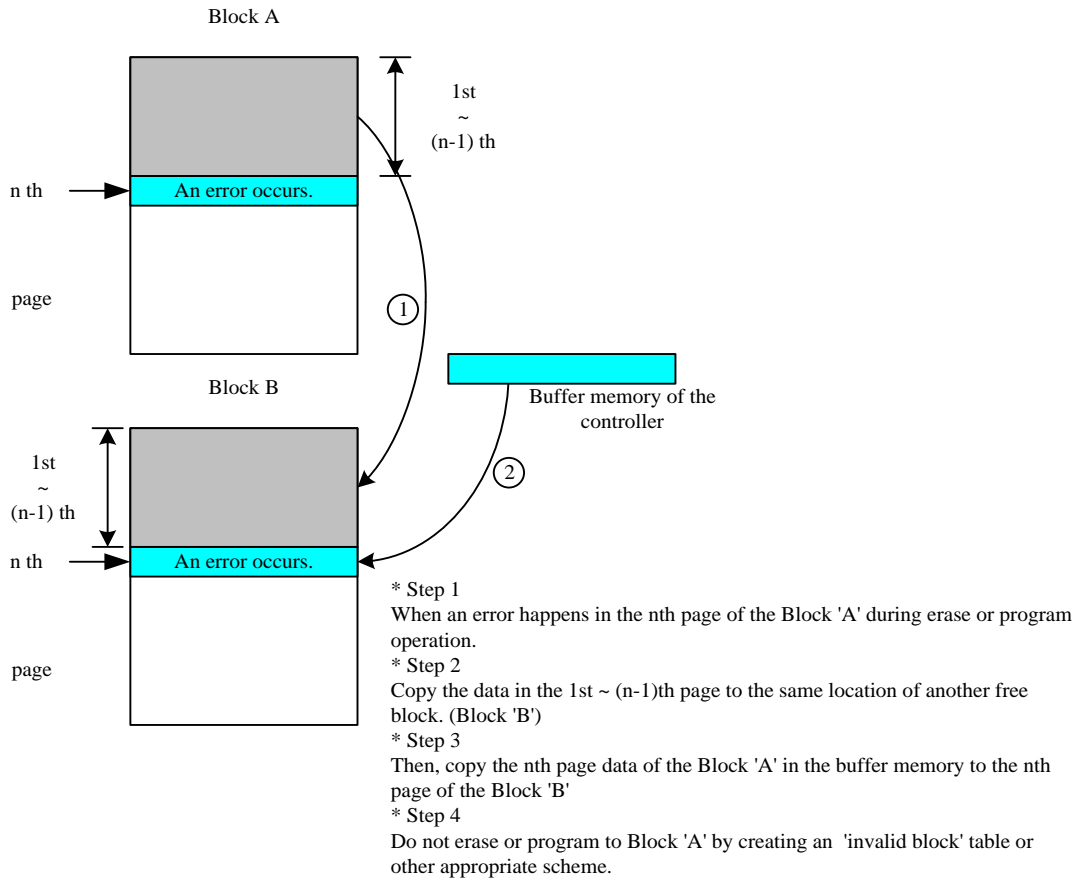 Block A
1st
~
(n-1) th
n th
An error occurs.
page
1
Block B
Buffer memory of the
controller
1st
~
(n-1) th
2
n th
An error occurs.
page
* Step 1
When an error happens in the nth page of the Block 'A' during erase or program
operation.
* Step 2
Copy the data in the 1st ~ (n-1)th page to the same location of another free
block. (Block 'B')
* Step 3
Then, copy the nth page data of the Block 'A' in the buffer memory to the nth
page of the Block 'B'
* Step 4
Do not erase or program to Block 'A' by creating an 'invalid block' table or
other appropriate scheme.